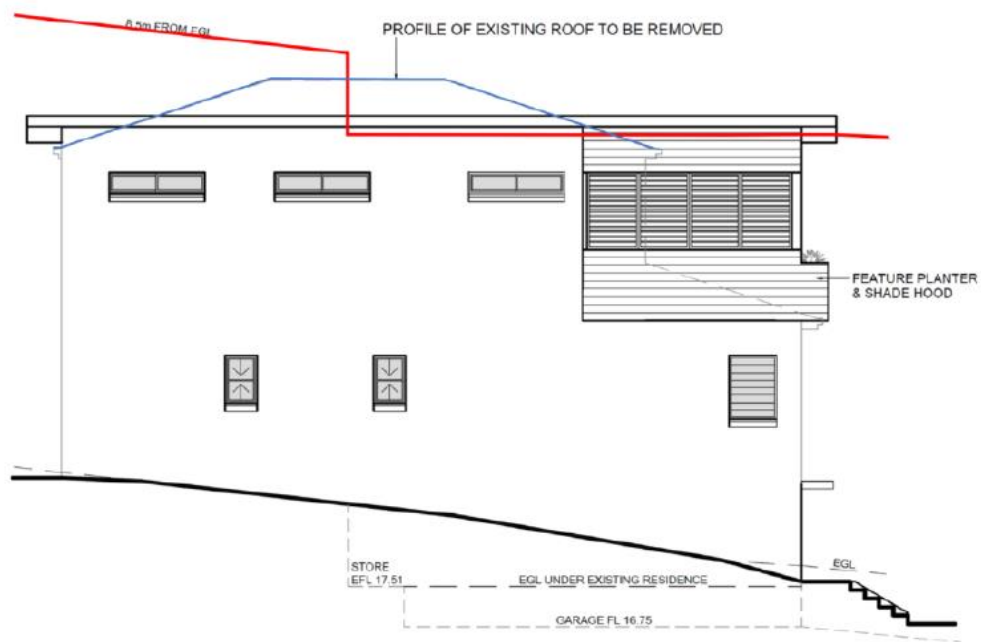 8.5m FROM EGL
PROFILE OF EXISTING ROOF TO BE REMOVED
FEATURE PLANTER
& SHADE HOOD
EGL
STORE
EFL 17.51
EGL UNDER EXISTING RESIDENCE
GARAGE FL 16.75